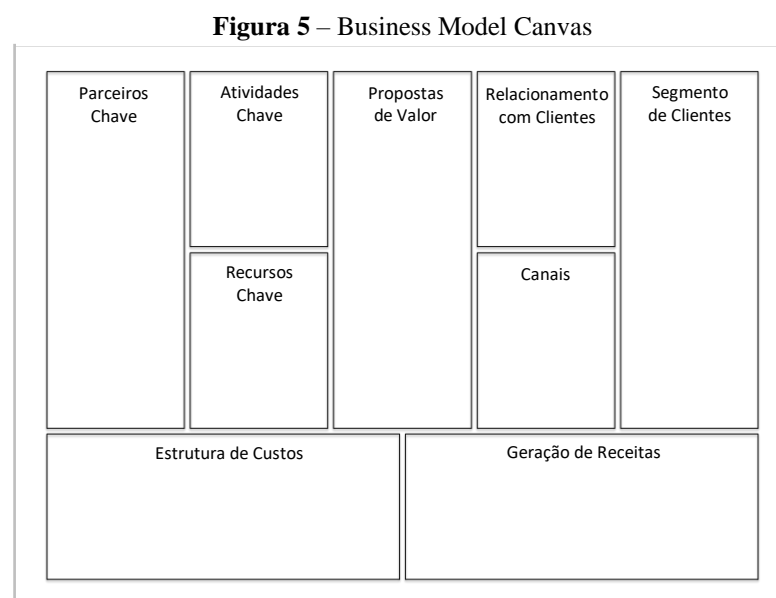 Figura 5 – Business Model Canvas
Parceiros
Chave
Atividades
Chave
Propostas
de Valor
Relacionamento
com Clientes
Segmento
de Clientes
Recursos
Chave
Canais
Estrutura de Custos
Geração de Receitas